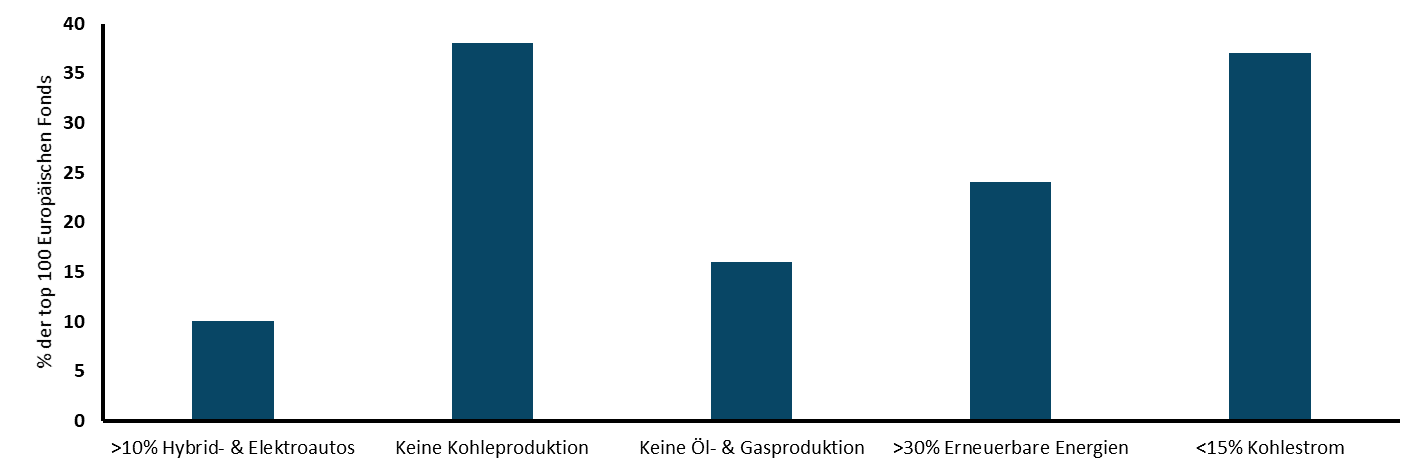 % der top 100 Europäischen Fonds
40
35
30
25
20
15
10
5
0
>10% Hybrid- & Elektroautos
Keine Kohleproduktion
Keine Öl- & Gasproduktion
>30% Erneuerbare Energien
<15% Kohlestrom